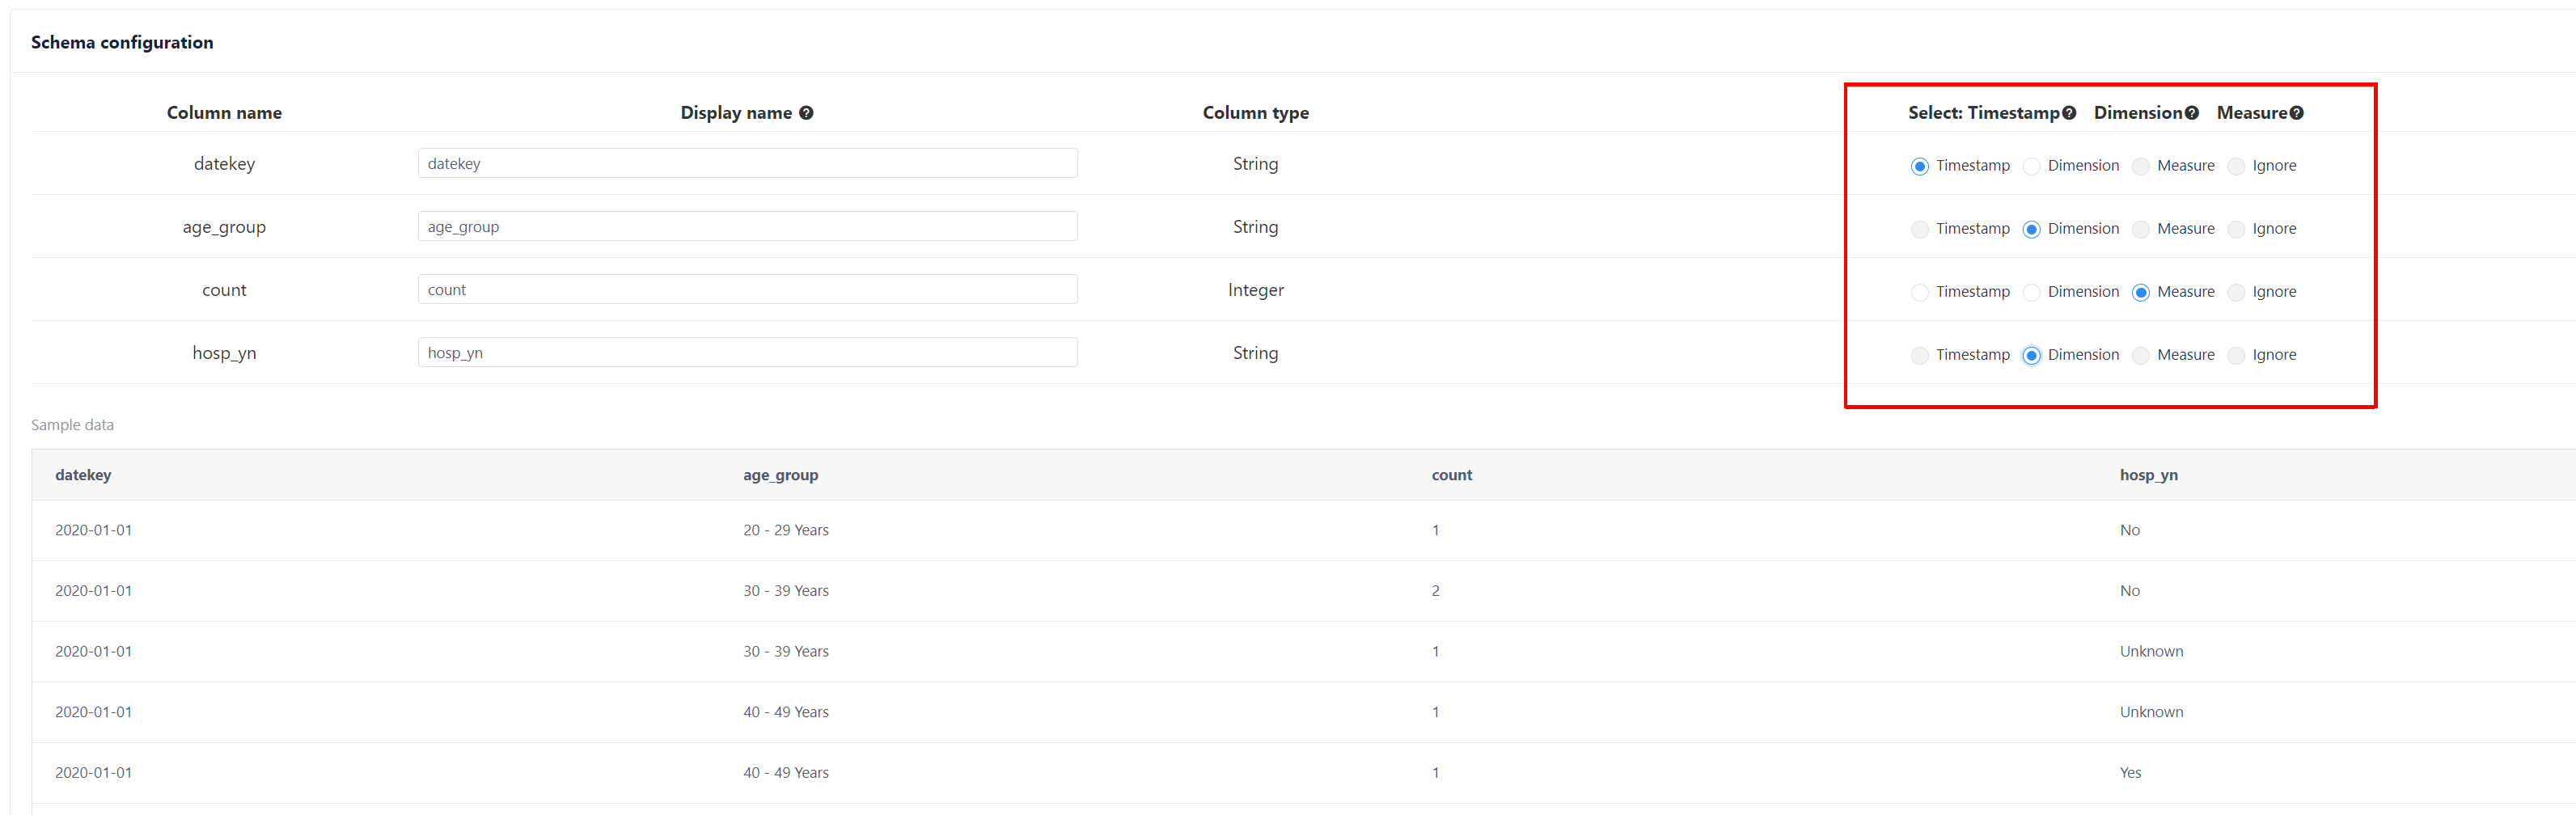 Schema configuration
Column name Display name Column type Select: Timestamp Dimension Measure
datekey datekey String Timestamp Dimension Measure Ignore
age_group age_group String Timestamp Dimension Measure Ignore
count count Integer Timestamp Dimension Measure Ignore
hosp_yn hosp_yn String Timestamp Dimension Measure Ignore
Sample data
datekey age_group count hosp_yn
2020-01-01 20 - 29 Years 1 No
2020-01-01 30 - 39 Years 2 No
2020-01-01 30 - 39 Years 1 Unknown
2020-01-01 40 - 49 Years 1 Unknown
2020-01-01 40 - 49 Years 1 Yes